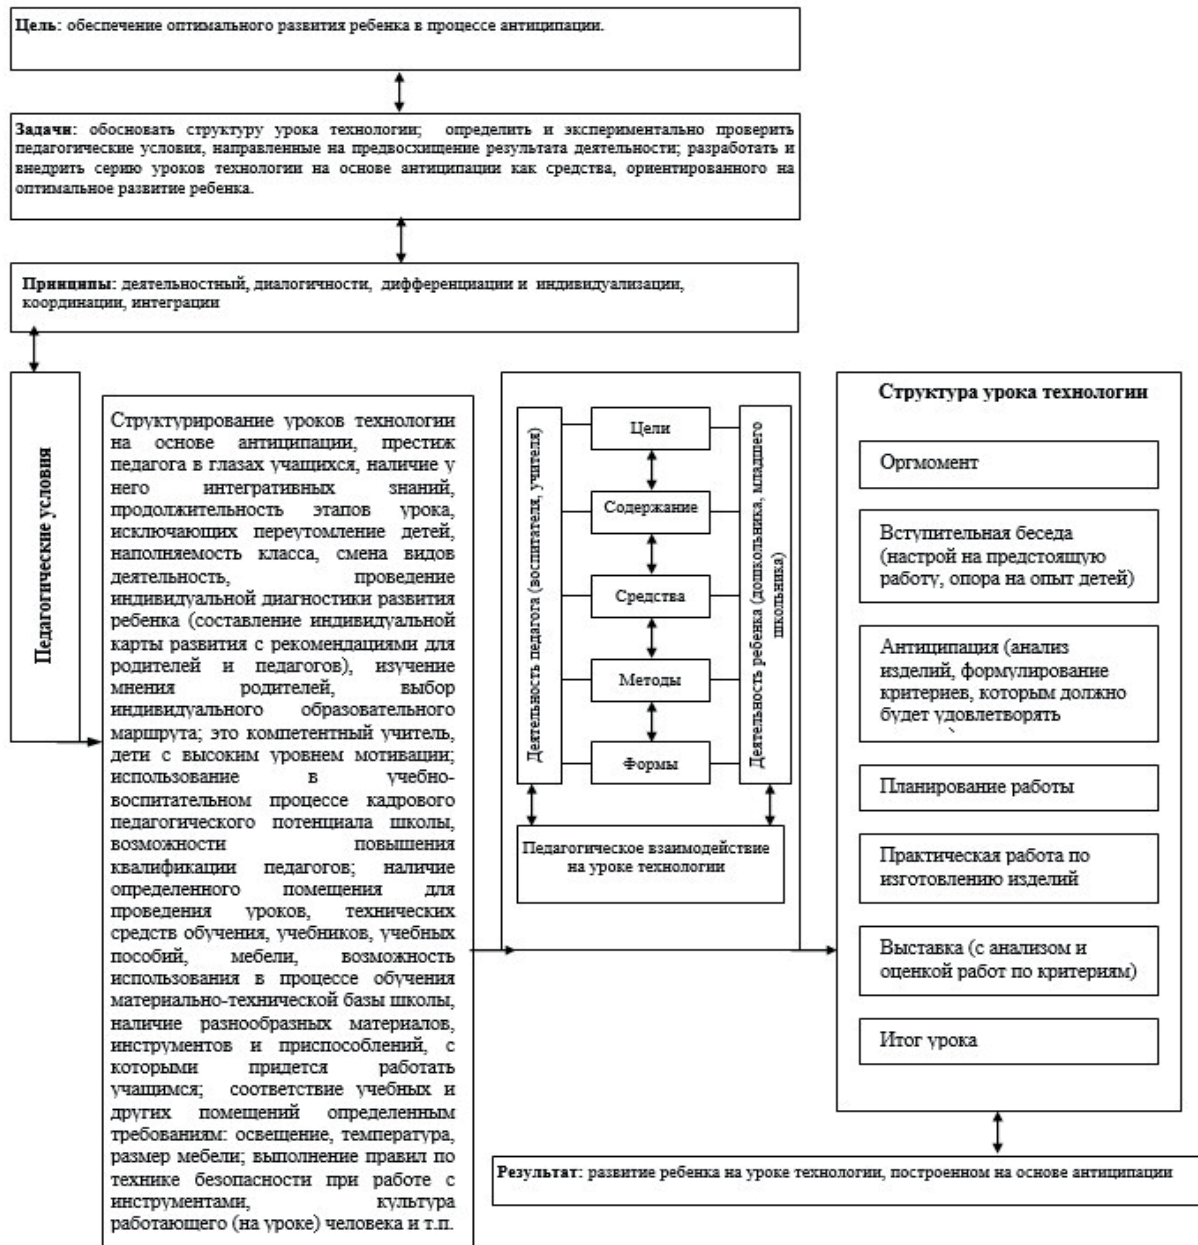 Цель: обеспечение оптимального развития ребенка в процессе антиципации.
Задачи: обосновать структуру урока технологии; определить и экспериментально проверить
педагогические условия, направленные на предвосхищение результата деятельности; разработать и
внедрить серию уроков технологии на основе антиципации как средства, ориентированного на
оптимальное развитие ребенка.
Принципы: деятельностный, диалогичности, дифференциации и индивидуализации,
координации, интеграции
Педагогические условия
Структурирование уроков технологии
на основе антиципации, престиж
педагога в глазах учащихся, наличие у
него интегративных знаний,
продолжительность этапов урока,
исключающих переутомление детей,
наполняемость класса, смена видов
деятельность, проведение
индивидуальной диагностики развития
ребенка (составление индивидуальной
карты развития с рекомендациями для
родителей и педагогов), изучение
мнения родителей, выбор
индивидуального образовательного
маршрута; это компетентный учитель,
дети с высоким уровнем мотивации;
использование в учебно-
воспитательном процессе кадрового
педагогического потенциала школы,
возможности повышения
квалификации педагогов; наличие
определенного помещения для
проведения уроков, технических
средств обучения, учебников, учебных
пособий, мебели, возможность
использования в процессе обучения
материально-технической базы школы,
наличие разнообразных материалов,
инструментов и приспособлений, с
которыми придется работать
учащимся; соответствие учебных и
других помещений определенным
требованиям: освещение, температура,
размер мебели; выполнение правил по
технике безопасности при работе с
инструментами, культура
работающего (на уроке) человека и т.п.
Деятельность педагога (воспитателя, учителя)
Цели
Содержание
Средства
Методы
Формы
Деятельность ребенка (дошкольника, младшего
школьника)
Педагогическое взаимодействие
на уроке технологии
Структура урока технологии
Оргмомент
Вступительная беседа
(настрой на предстоящую
работу, опора на опыт детей)
Антиципация (анализ
изделий, формулирование
критериев, которым должно
будет удовлетворять
Планирование работы
Практическая работа по
изготовлению изделий
Выставка (с анализом и
оценкой работ по критериям)
Итог урока
Результат: развитие ребенка на уроке технологии, построенном на основе антиципации